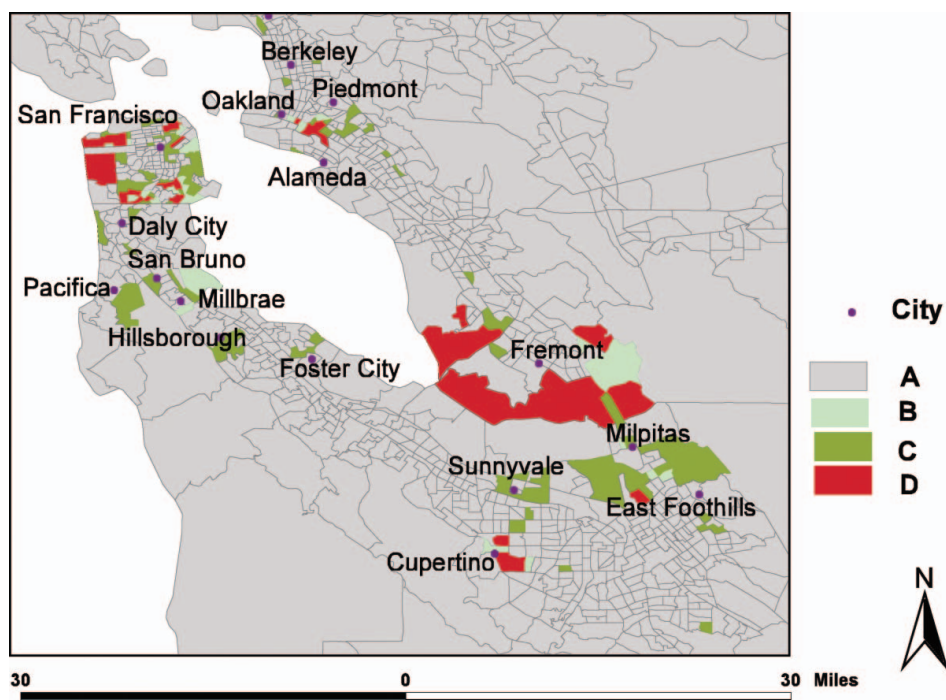 Berkeley
Piedmont
Oakland
San Francisco
Alameda
Daly City
San Bruno
Pacifica
Millbrae
Hillsborough
Foster City
Fremont
Milpitas
Sunnyvale
East Foothills
Cupertino
City
A
B
C
D
N
30 0 30 Miles